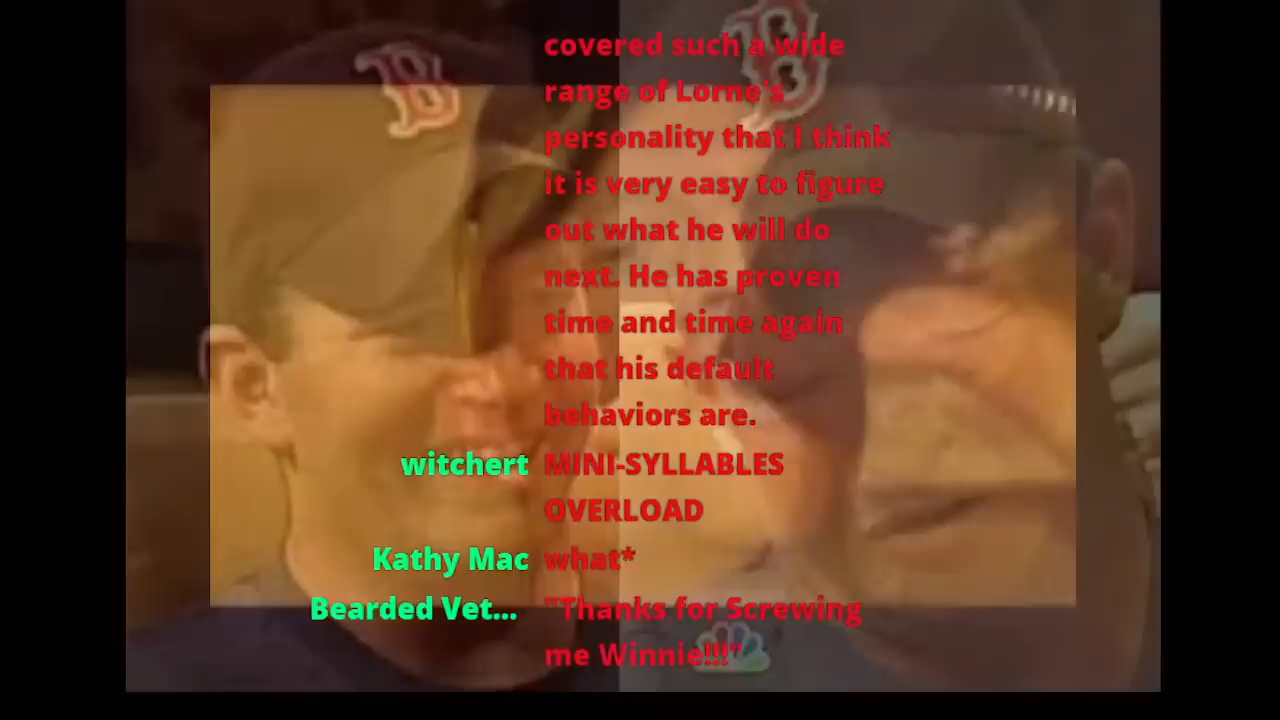 B B
covered such a wide
range of Lorne's
personality that I think
it is very easy to figure
out what he will do
next. He has proven
time and time again
that his default
behaviors are.
witchert MINI-SYLLABLES
OVERLOAD
Kathy Mac what*
Bearded Vet... "Thanks for Screwing
me Winnie!!!"